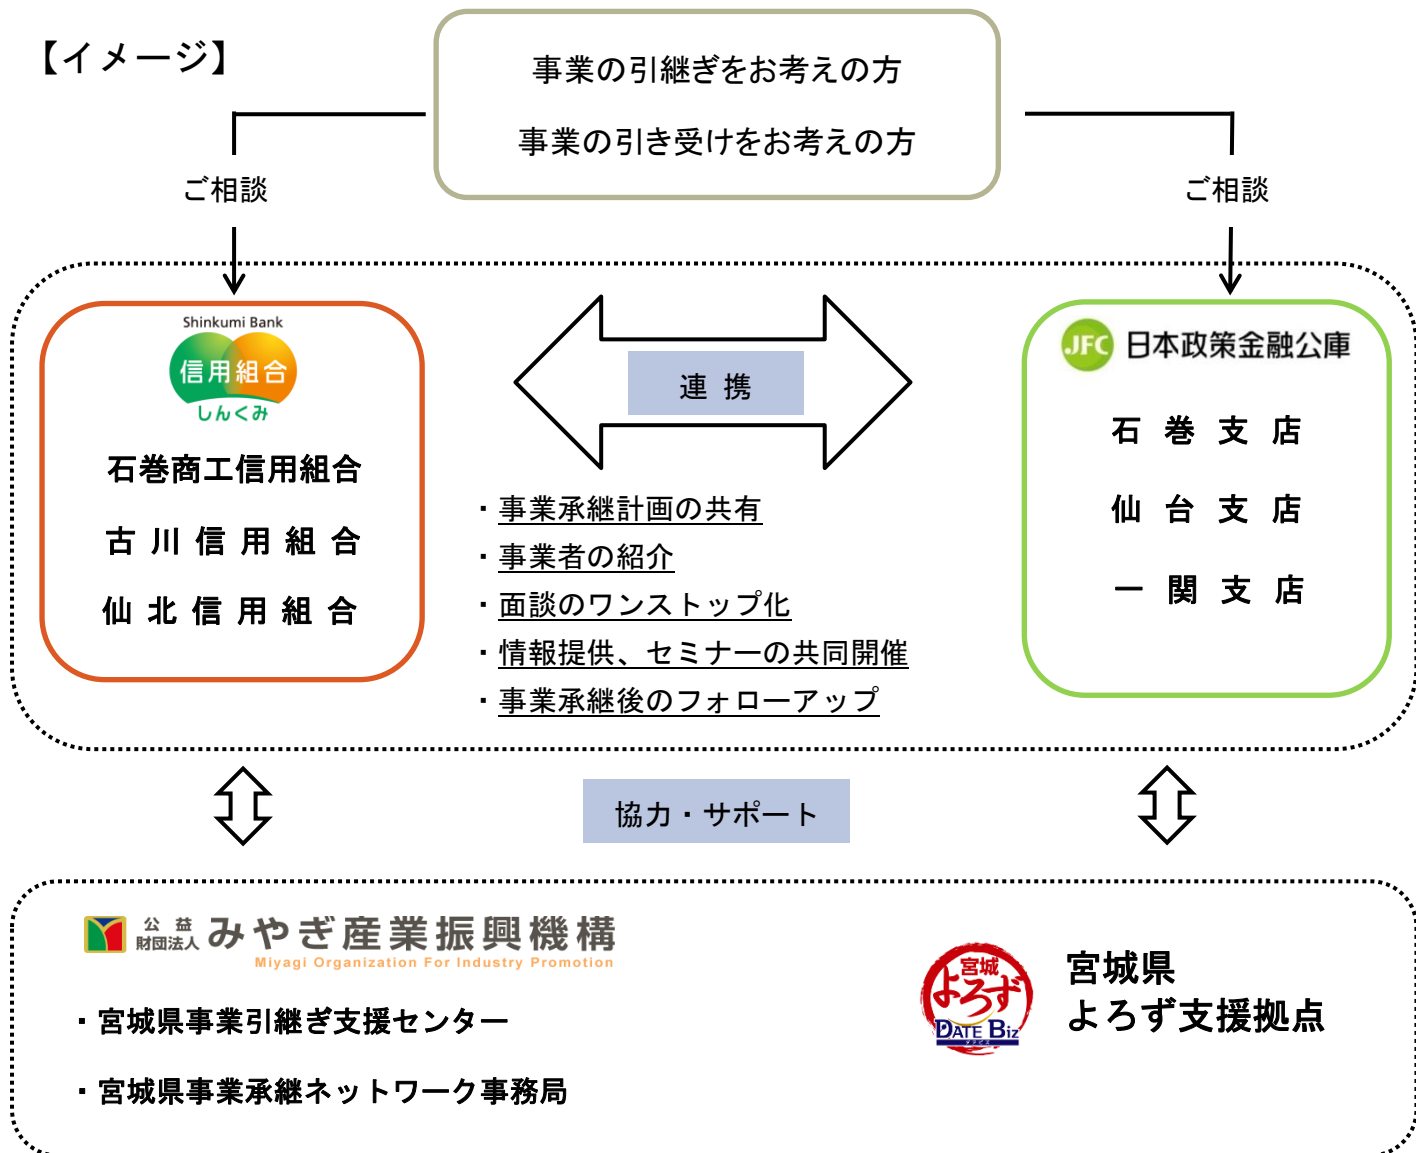 【イメージ】
事業の引継ぎをお考えの方
事業の引き受けをお考えの方
ご相談
ご相談
Shinkumi Bank
信用組合
しんくみ
石巻商工信用組合
古川信用組合
仙北信用組合
連 携
・事業承継計画の共有
・事業者の紹介
・面談のワンストップ化
・情報提供、セミナーの共同開催
・事業承継後のフォローアップ
JFC 日本政策金融公庫
石巻支店
仙台支店
一関支店
協力・サポート
公益財団法人 みやぎ産業振興機構
Miyagi Organization For Industry Promotion
・宮城県事業引継ぎ支援センター
・宮城県事業承継ネットワーク事務局
宮城
よろず
DATE Biz
宮城県
よろず支援拠点